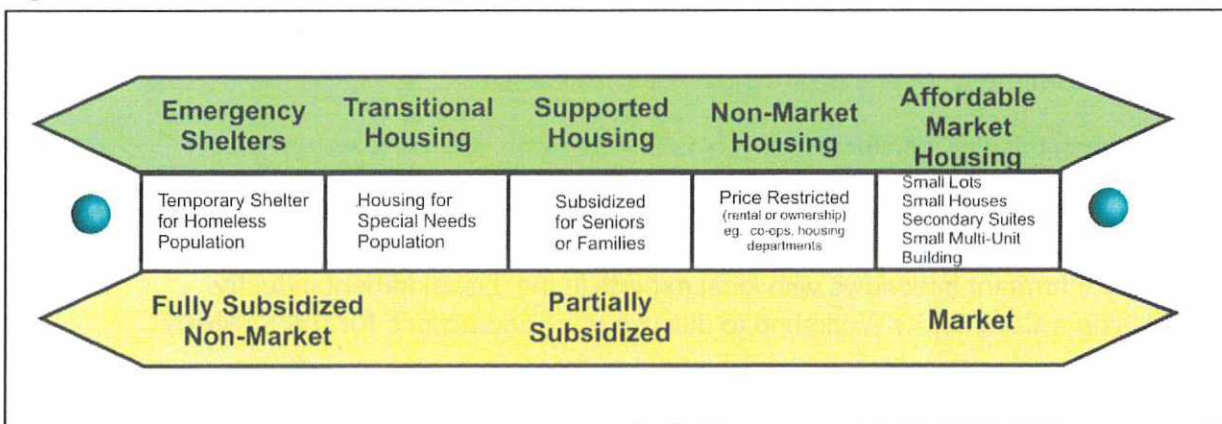 Emergency
Shelters
Transitional
Housing
Supported
Housing
Non-Market
Housing
Affordable
Market
Housing
Temporary Shelter
for Homeless
Population
Housing for
Special Needs
Population
Subsidized
for Seniors
or Families
Price Restricted
(rental or ownership)
eg. co-ops, housing
departments
Small Lots
Small Houses
Secondary Suites
Small Multi-Unit
Building
Fully Subsidized
Non-Market
Partially
Subsidized
Market